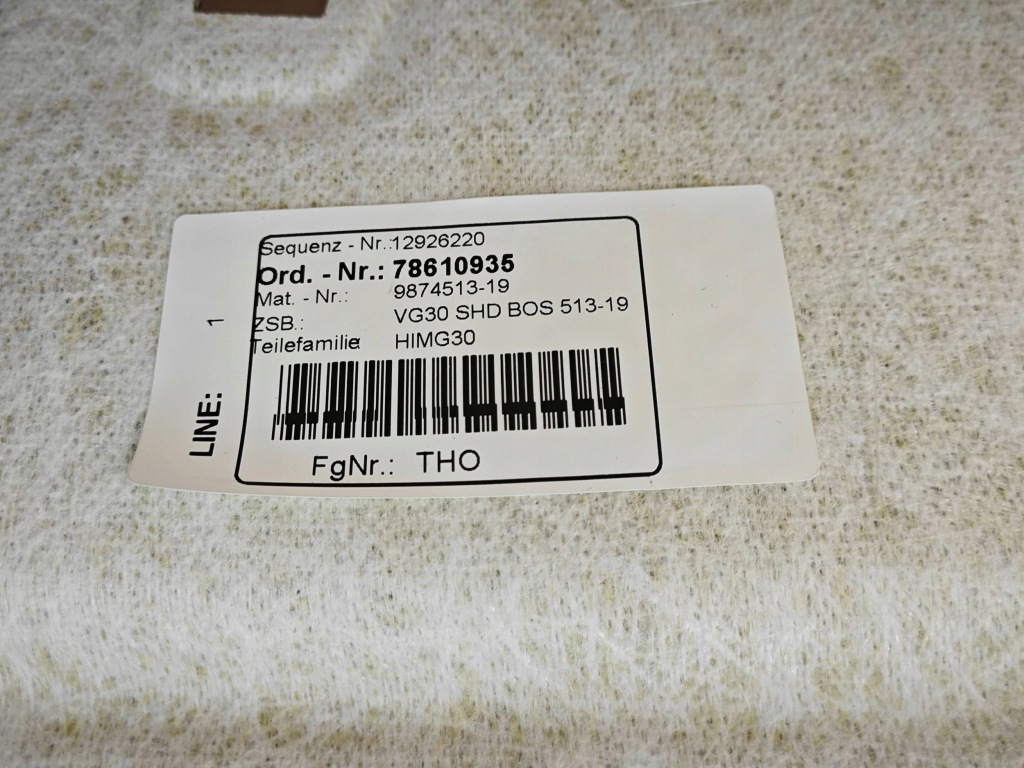 Sequenz - Nr.:12926220
Ord. - Nr.: 78610935
Mat. - Nr.: 9874513-19
ZSB.: VG30 SHD BOS 513-19
Teilefamilie: HIMG30
FgNr.: THO
LINE: 1